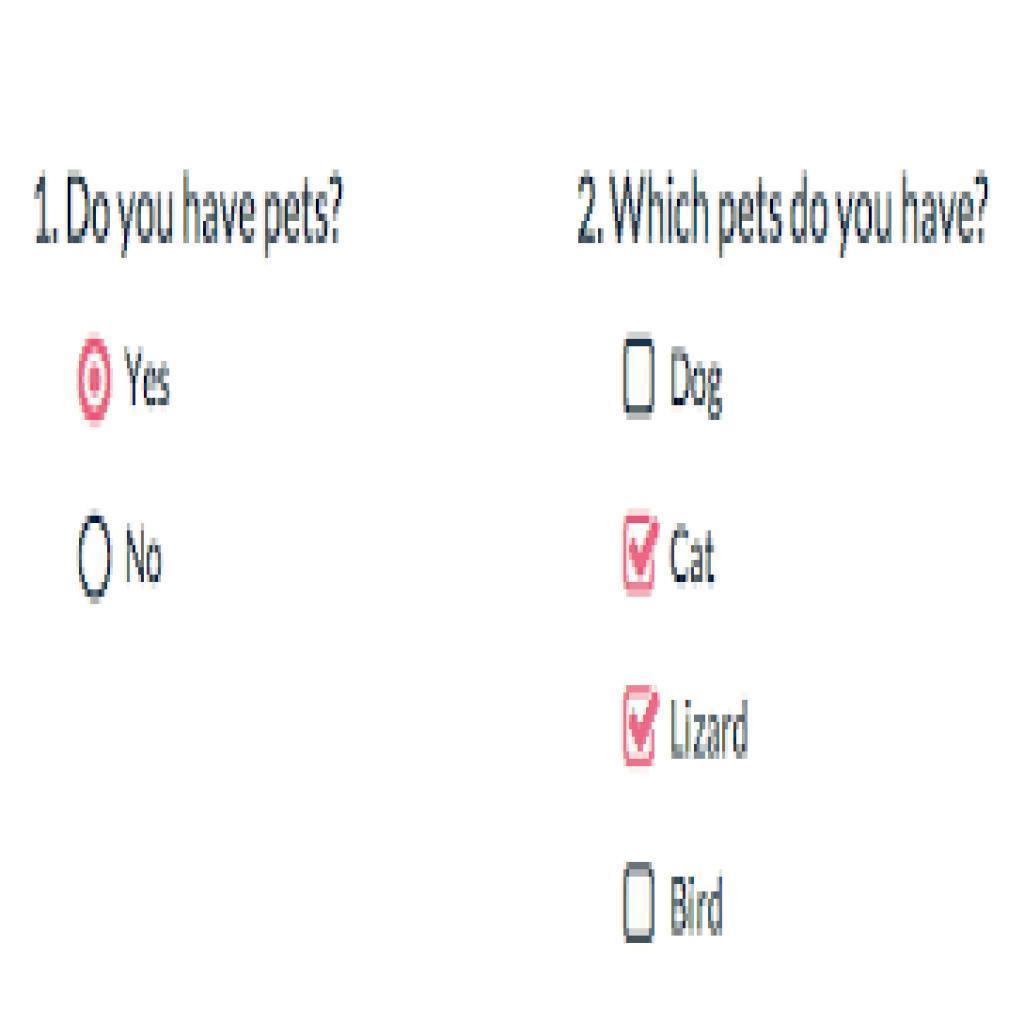 1. Do you have pets?
Yes
No
2. Which pets do you have?
Dog
Cat
Lizard
Bird